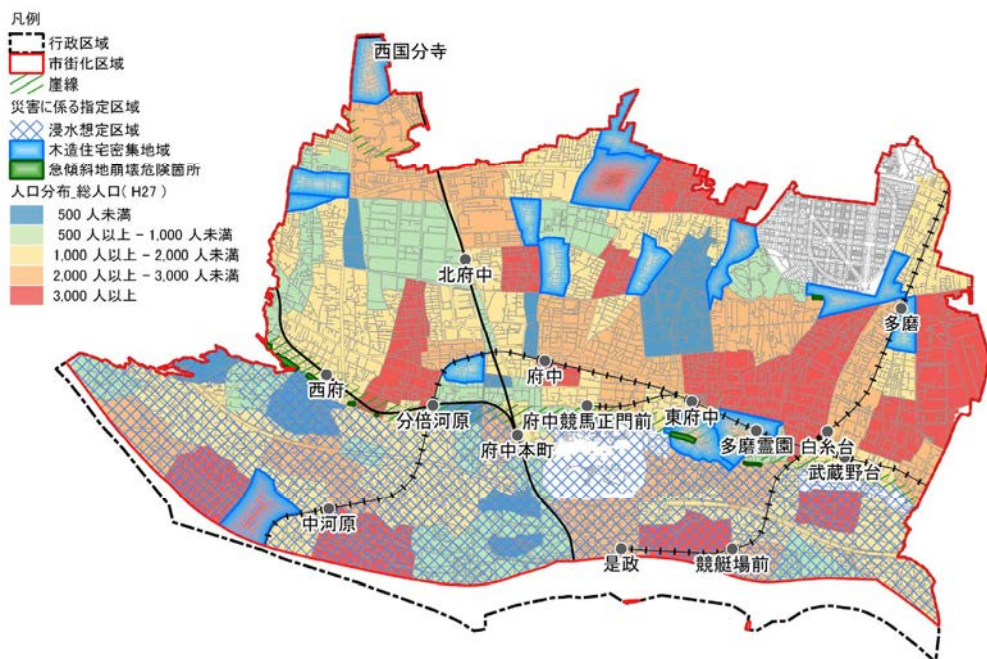 凡例
行政区域
市街化区域
崖線
災害に係る指定区域
浸水想定区域
木造住宅密集地域
急傾斜地崩壊危険箇所
人口分布_総人口(H27)
500 人未満
500 人以上 - 1,000 人未満
1,000 人以上 - 2,000 人未満
2,000 人以上 - 3,000 人未満
3,000 人以上
西国分寺
北府中
多磨
府中
西府
分倍河原
府中競馬正門前
東府中
府中本町
多磨霊園
白糸台
武蔵野台
中河原
是政
競艇場前